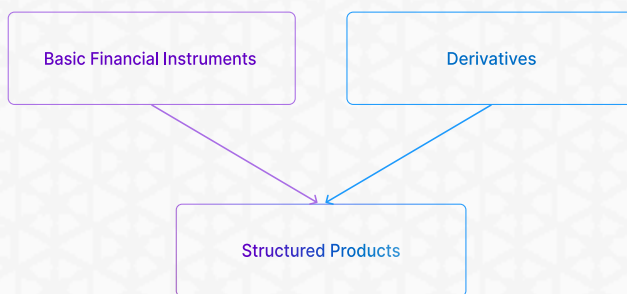 Basic Financial Instruments
Derivatives
Structured Products